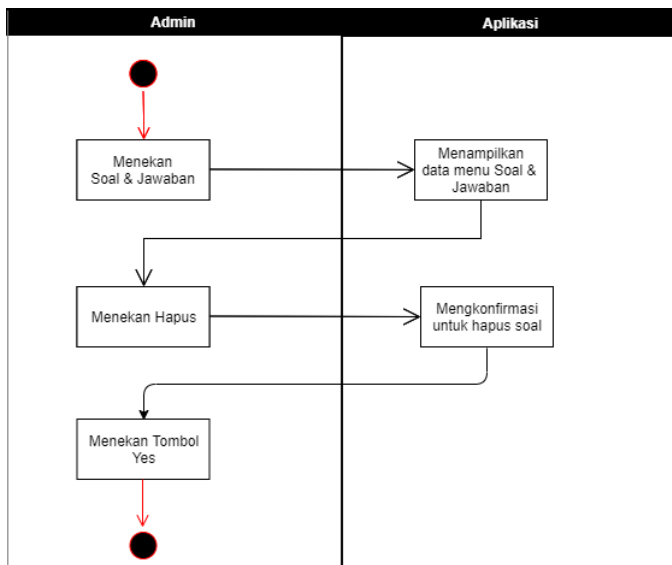 Admin
Aplikasi
Menekan
Soal & Jawaban
Menampilkan
data menu Soal &
Jawaban
Menekan Hapus
Mengkonfirmasi
untuk hapus soal
Menekan Tombol
Yes